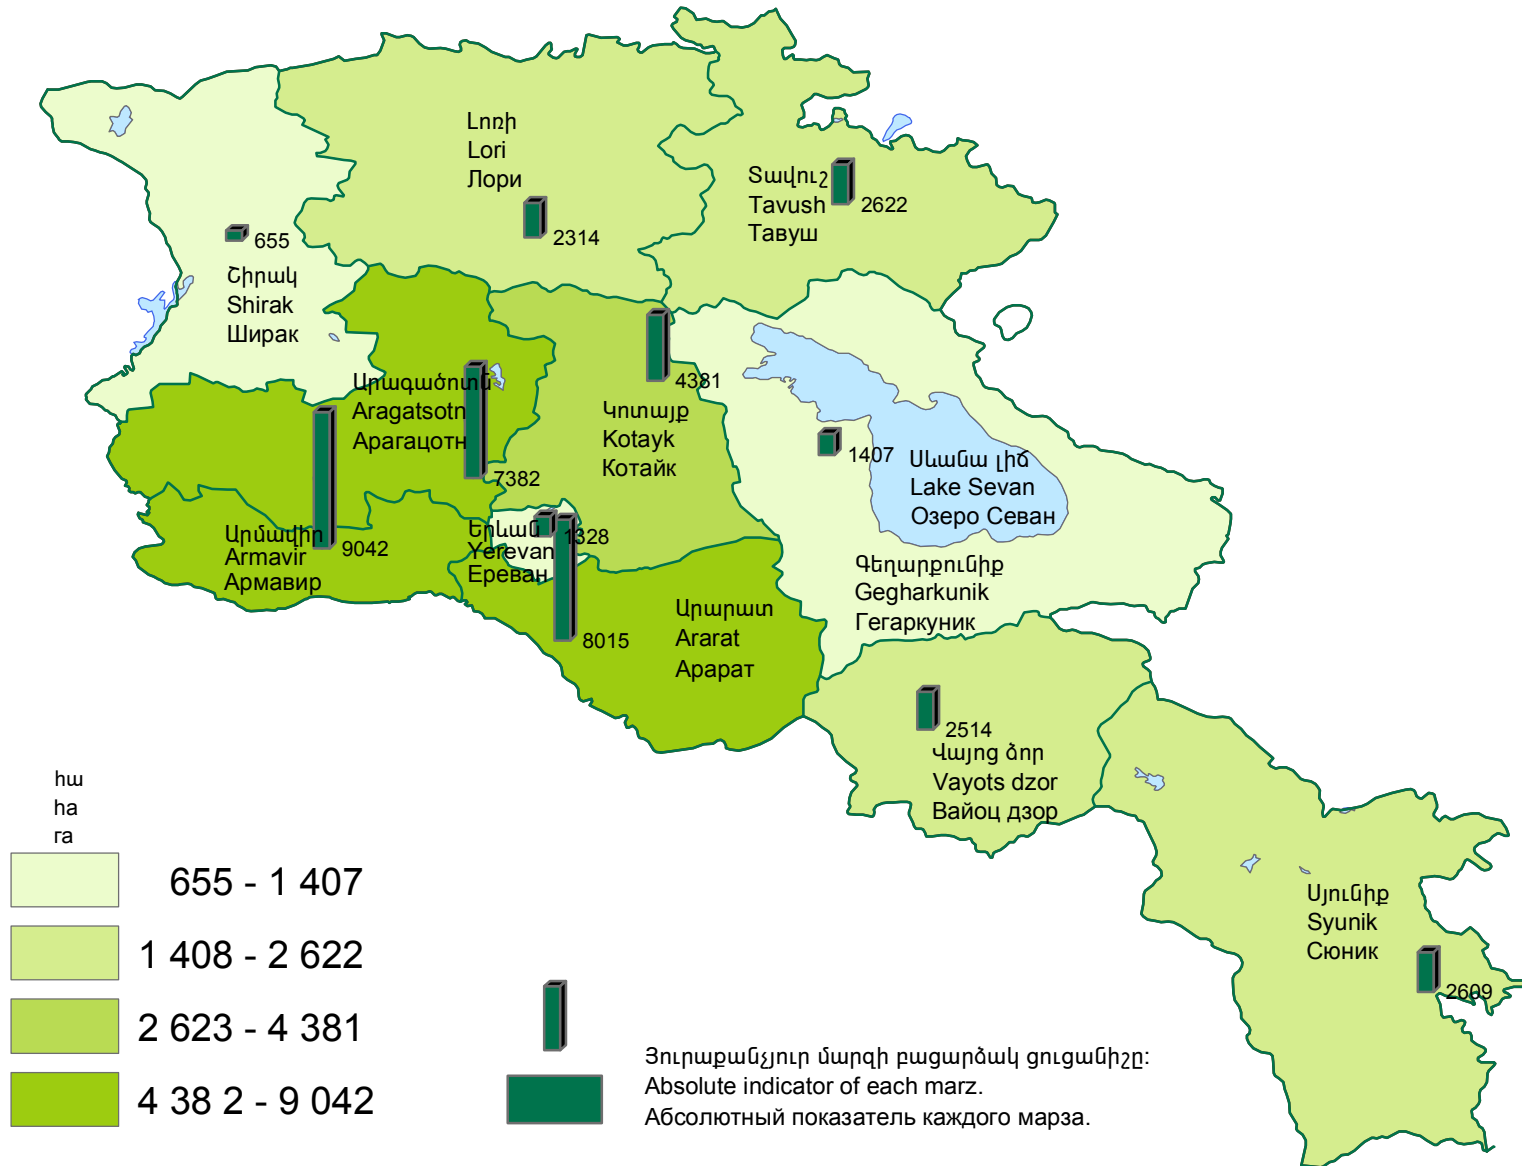 Լոռի
Lori
Лори
2314
Տավուշ
Tavush
Тавуш
2622
655
Շիրակ
Shirak
Ширак
Արագածոտն
Aragatsotn
Арагацотн
7382
4381
Կոտայք
Kotayk
Котайк
1407
Սևանա լիճ
Lake Sevan
Озеро Севан
Գեղարքունիք
Gegharkunik
Гегаркуник
Արմավիր
Armavir
Армавир
9042
Երևան
Yerevan
Ереван
1328
8015
Արարատ
Ararat
Арарат
2514
Վայոց ձոր
Vayots dzor
Вайоц дзор
Սյունիք
Syunik
Сюник
2609
հա
ha
га
655 - 1 407
1 408 - 2 622
2 623 - 4 381
4 38 2 - 9 042
Յուրաքանչյուր մարզի բացարձակ ցուցանիշը:
Absolute indicator of each marz.
Абсолютный показатель каждого марза.